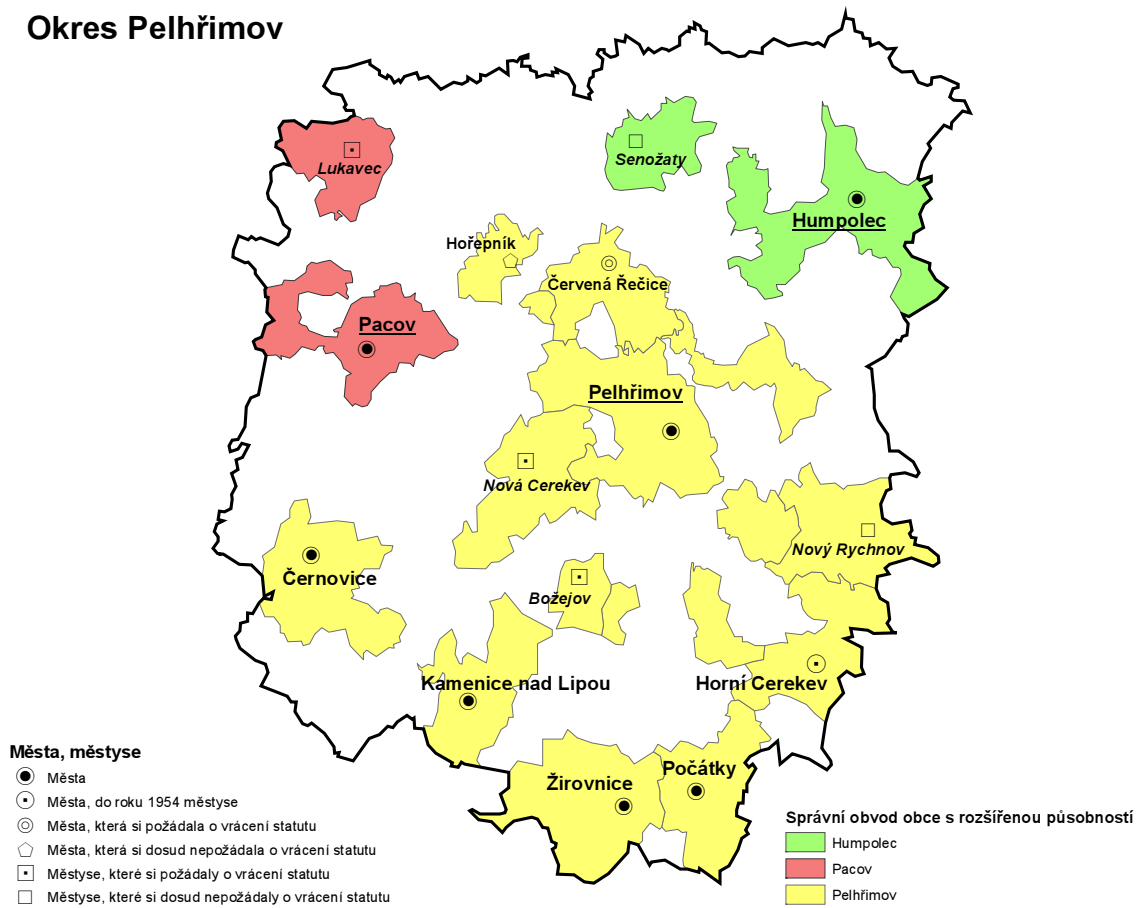 Okres Pelhřimov
Lukavec
Senožaty
Humpolec
Hořepník
Červená Řečice
Pacov
Pelhřimov
Nová Cerekev
Nový Rychnov
Černovice
Božejov
Kamenice nad Lipou
Horní Cerekev
Počátky
Žirovnice
Města, městyse
Města
Města, do roku 1954 městyse
Města, která si požádala o vrácení statutu
Města, která si dosud nepožádala o vrácení statutu
Městyse, které si požádaly o vrácení statutu
Městyse, které si dosud nepožádaly o vrácení statutu
Správní obvod obce s rozšířenou působností
Humpolec
Pacov
Pelhřimov